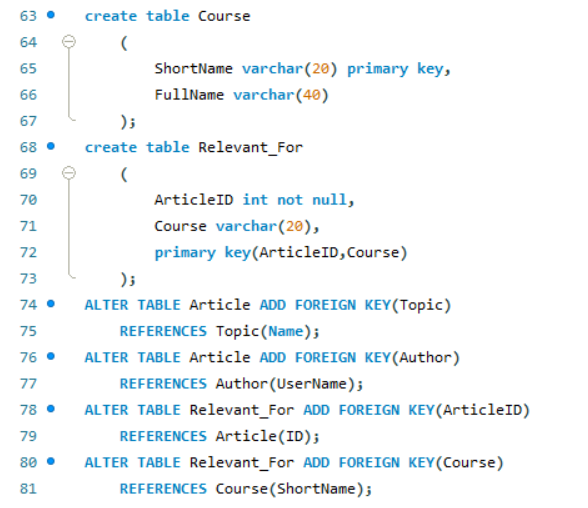 63 create table Course
64 (
65 ShortName varchar(20) primary key,
66 FullName varchar(40)
67 );
68 create table Relevant_For
69 (
70 ArticleID int not null,
71 Course varchar(20),
72 primary key(ArticleID,Course)
73 );
74 ALTER TABLE Article ADD FOREIGN KEY(Topic)
75 REFERENCES Topic(Name);
76 ALTER TABLE Article ADD FOREIGN KEY(Author)
77 REFERENCES Author(UserName);
78 ALTER TABLE Relevant_For ADD FOREIGN KEY(ArticleID)
79 REFERENCES Article(ID);
80 ALTER TABLE Relevant_For ADD FOREIGN KEY(Course)
81 REFERENCES Course(ShortName);